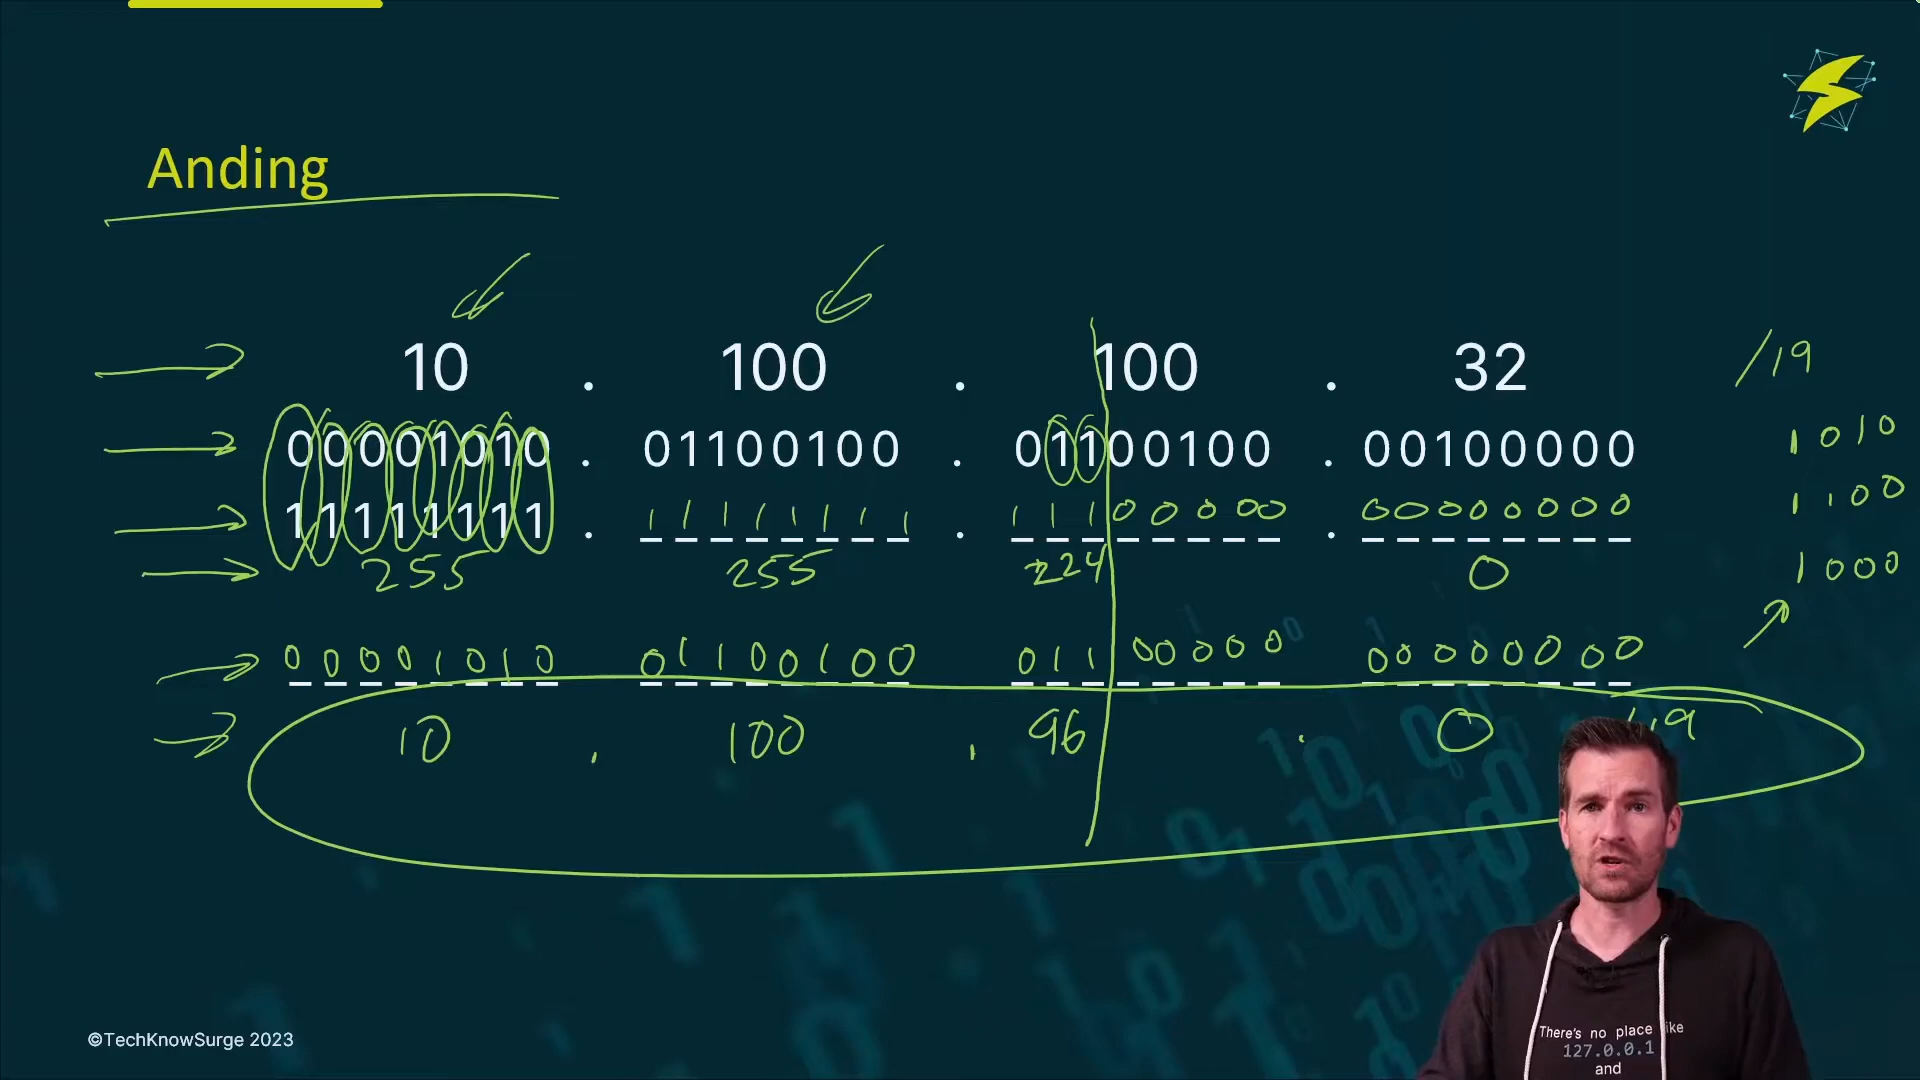 Anding
10 . 100 . 100 . 32 /19
00001010 . 01100100 . 01100100 . 00100000
1010
11111111 . 11111111 . 11100000 . 00000000
1100
255 255 224 0
1000
00001010 01100100 01100000 00000000
10 . 100 . 96 . 0 /19
There's no place like
127.0.0.1
and
©TechKnowSurge 2023